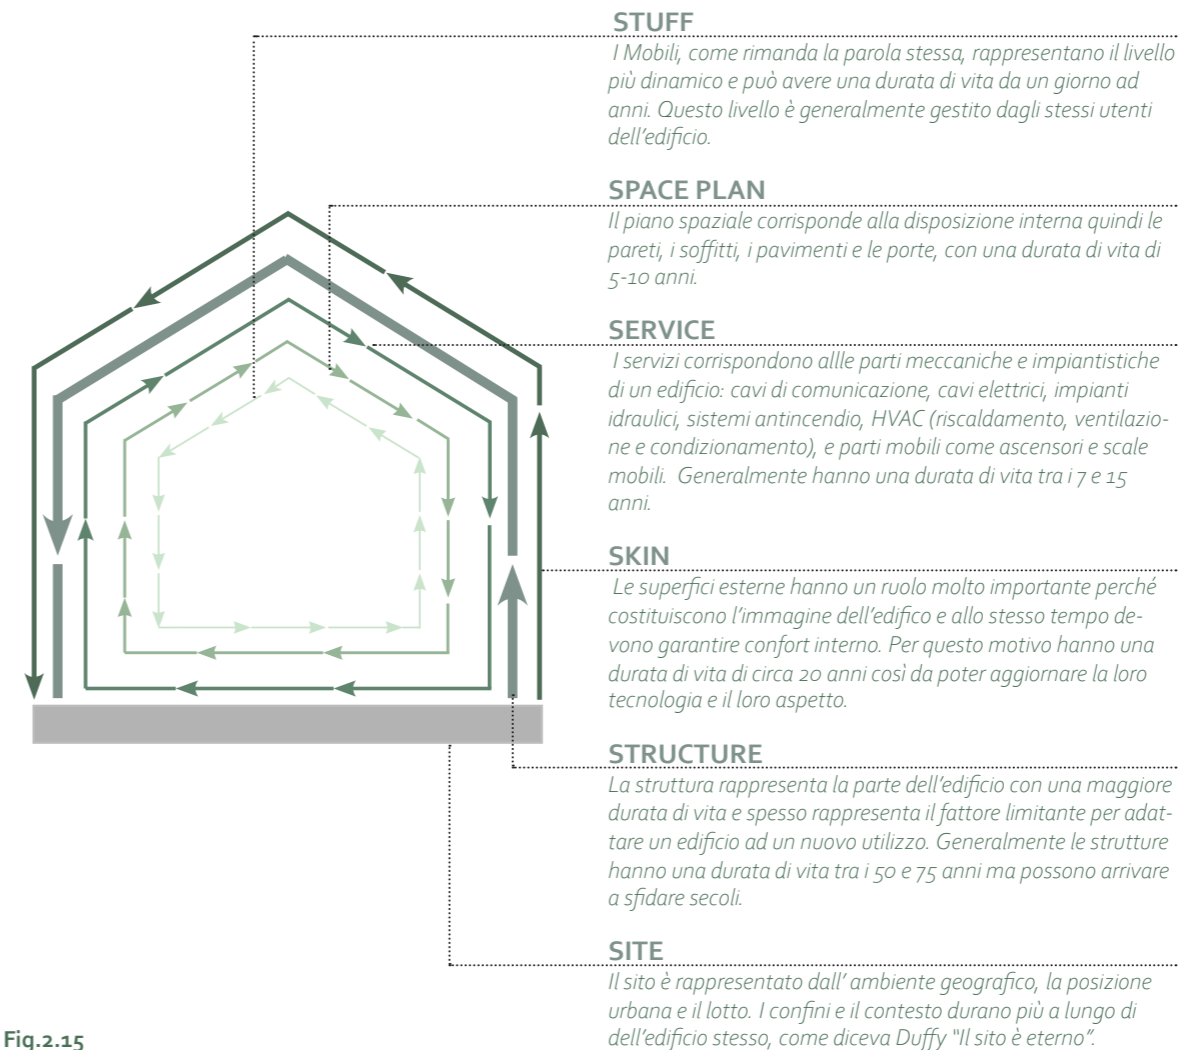 STUFF
I Mobili, come rimanda la parola stessa, rappresentano il livello
più dinamico e può avere una durata di vita da un giorno ad
anni. Questo livello è generalmente gestito dagli stessi utenti
dell'edificio.
SPACE PLAN
Il piano spaziale corrisponde alla disposizione interna quindi le
pareti, i soffitti, i pavimenti e le porte, con una durata di vita di
5-10 anni.
SERVICE
I servizi corrispondono allle parti meccaniche e impiantistiche
di un edificio: cavi di comunicazione, cavi elettrici, impianti
idraulici, sistemi antincendio, HVAC (riscaldamento, ventilazio-
ne e condizionamento), e parti mobili come ascensori e scale
mobili. Generalmente hanno una durata di vita tra i 7 e 15
anni.
SKIN
Le superfici esterne hanno un ruolo molto importante perché
costituiscono l'immagine dell'edifico e allo stesso tempo de-
vono garantire confort interno. Per questo motivo hanno una
durata di vita di circa 20 anni così da poter aggiornare la loro
tecnologia e il loro aspetto.
STRUCTURE
La struttura rappresenta la parte dell'edificio con una maggiore
durata di vita e spesso rappresenta il fattore limitante per adat-
tare un edificio ad un nuovo utilizzo. Generalmente le strutture
hanno una durata di vita tra i 50 e 75 anni ma possono arrivare
a sfidare secoli.
SITE
Il sito è rappresentato dall' ambiente geografico, la posizione
urbana e il lotto. I confini e il contesto durano più a lungo di
dell'edificio stesso, come diceva Duffy "Il sito è eterno".
Fig.2.15